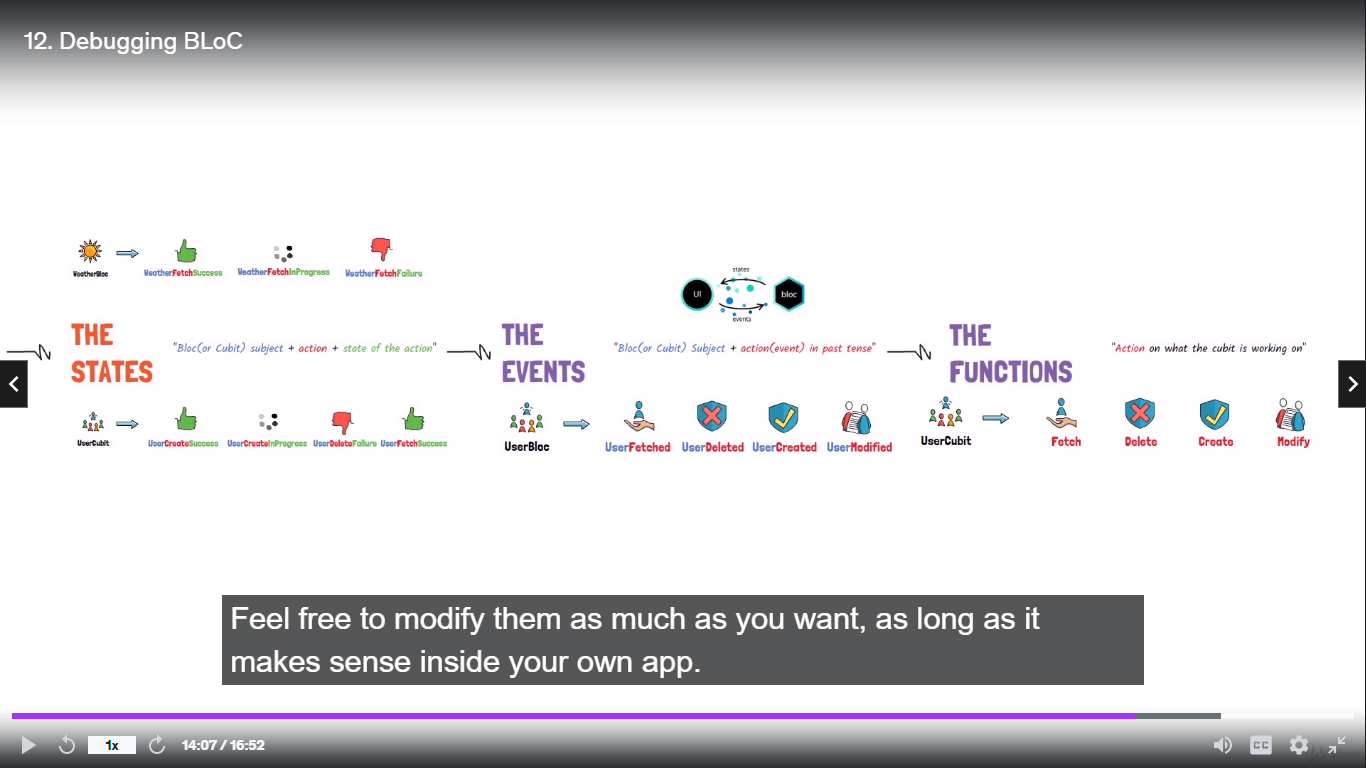 12. Debugging BLoC
WeatherBloc
WeatherFetchSuccess
WeatherFetchInProgress
WeatherFetchFailure
THE
STATES
"Bloc(or Cubit) subject + action + state of the action"
UserCubit
UserCreateSuccess
UserCreateInProgress
UserDeleteFailure
UserFetchSuccess
states
UI
bloc
events
THE
EVENTS
"Bloc(or Cubit) Subject + action(event) in past tense"
UserBloc
UserFetched
UserDeleted
UserCreated
UserModified
THE
FUNCTIONS
"Action on what the cubit is working on"
UserCubit
Fetch
Delete
Create
Modify
Feel free to modify them as much as you want, as long as it
makes sense inside your own app.
1x
14:07 / 16:52
CC